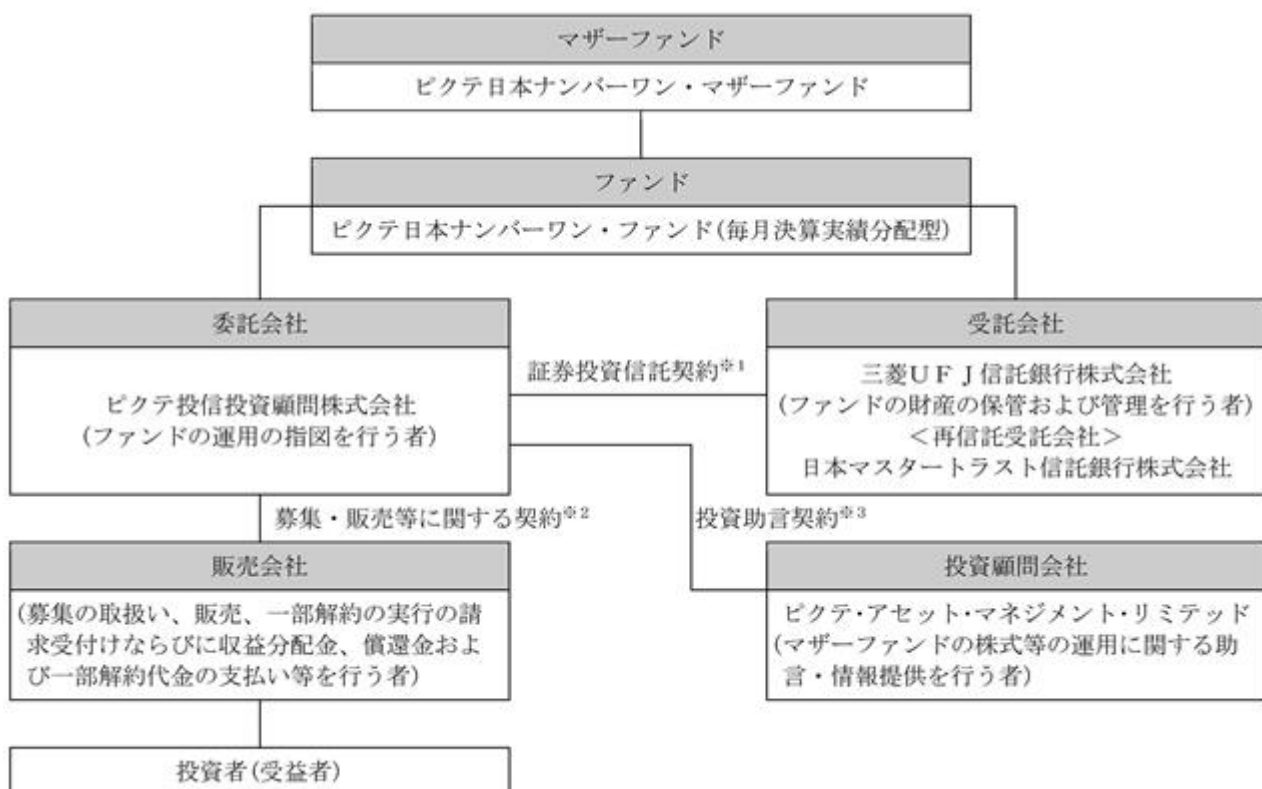 マザーファンド
ピクテ日本ナンバーワン・マザーファンド
ファンド
ピクテ日本ナンバーワン・ファンド(毎月決算実績分配型)
委託会社
ピクテ投信投資顧問株式会社
(ファンドの運用の指図を行う者)
証券投資信託契約※1
受託会社
三菱UFJ信託銀行株式会社
(ファンドの財産の保管および管理を行う者)
<再信託受託会社>
日本マスタートラスト信託銀行株式会社
募集・販売等に関する契約※2
投資助言契約※3
販売会社
(募集の取扱い、販売、一部解約の実行の請
求受付けならびに収益分配金、償還金およ
び一部解約代金の支払い等を行う者)
投資顧問会社
ピクテ・アセット・マネジメント・リミテッド
(マザーファンドの株式等の運用に関する助
言・情報提供を行う者)
投資者(受益者)